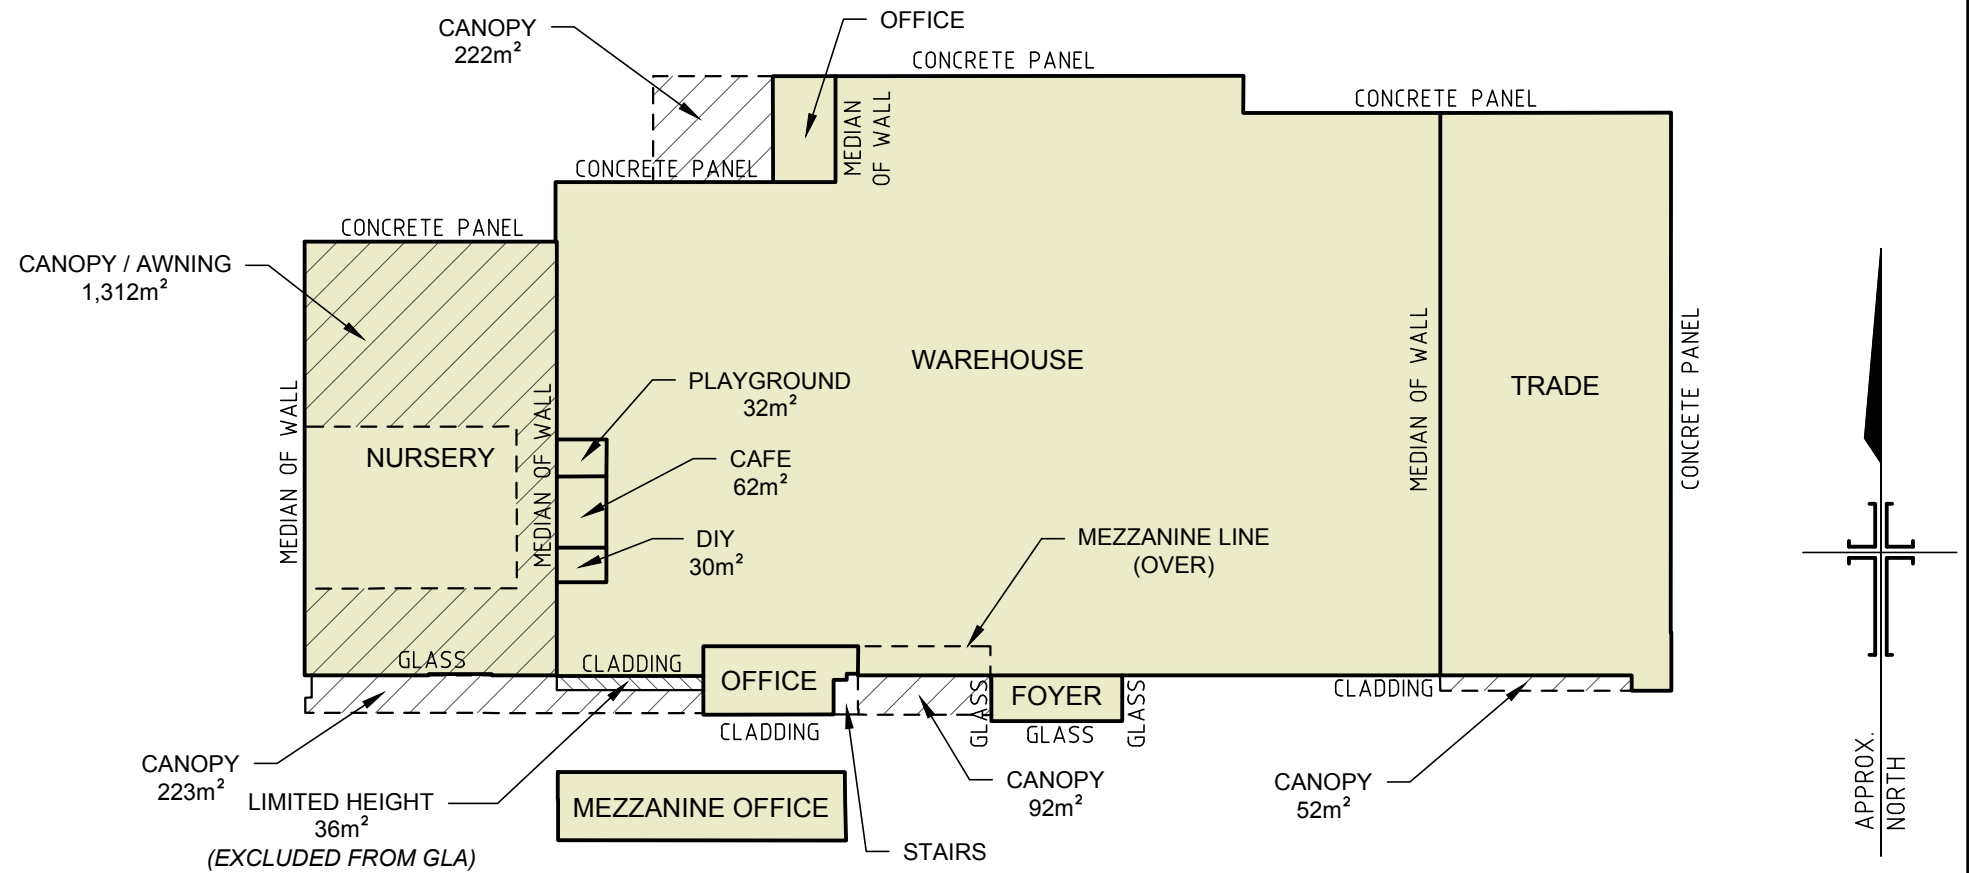 CANOPY
222m²
OFFICE
CONCRETE PANEL
CONCRETE PANEL
MEDIAN
OF WALL
CONCRETE PANEL
CONCRETE PANEL
CANOPY / AWNING
1,312m²
WAREHOUSE
PLAYGROUND
32m²
TRADE
MEDIAN OF WALL
CONCRETE PANEL
MEDIAN OF WALL
MEDIAN OF WALL
NURSERY
CAFE
62m²
DIY
30m²
MEZZANINE LINE
(OVER)
GLASS
CLADDING
OFFICE
CLADDING
GLASS
FOYER
GLASS
GLASS
CLADDING
CANOPY
223m²
LIMITED HEIGHT
36m²
(EXCLUDED FROM GLA)
MEZZANINE OFFICE
STAIRS
CANOPY
92m²
CANOPY
52m²
APPROX.
NORTH